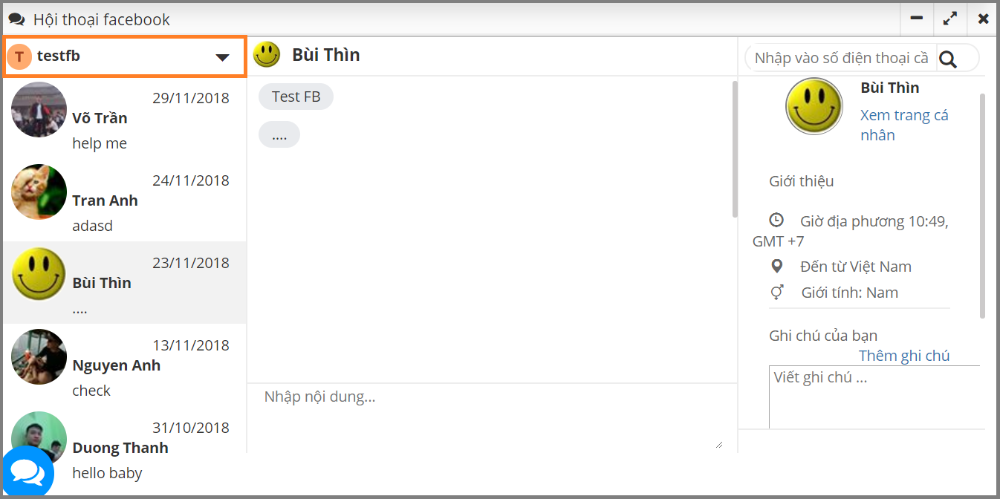 Hội thoại facebook
T testfb
29/11/2018
Võ Trần
help me
24/11/2018
Tran Anh
adasd
23/11/2018
Bùi Thìn
....
13/11/2018
Nguyen Anh
check
31/10/2018
Duong Thanh
hello baby
Bùi Thìn
Test FB
....
Nhập nội dung...
Nhập vào số điện thoại cầ
Bùi Thìn
Xem trang cá
nhân
Giới thiệu
Giờ địa phương 10:49,
GMT +7
Đến từ Việt Nam
Giới tính: Nam
Ghi chú của bạn
Thêm ghi chú
Viết ghi chú ...